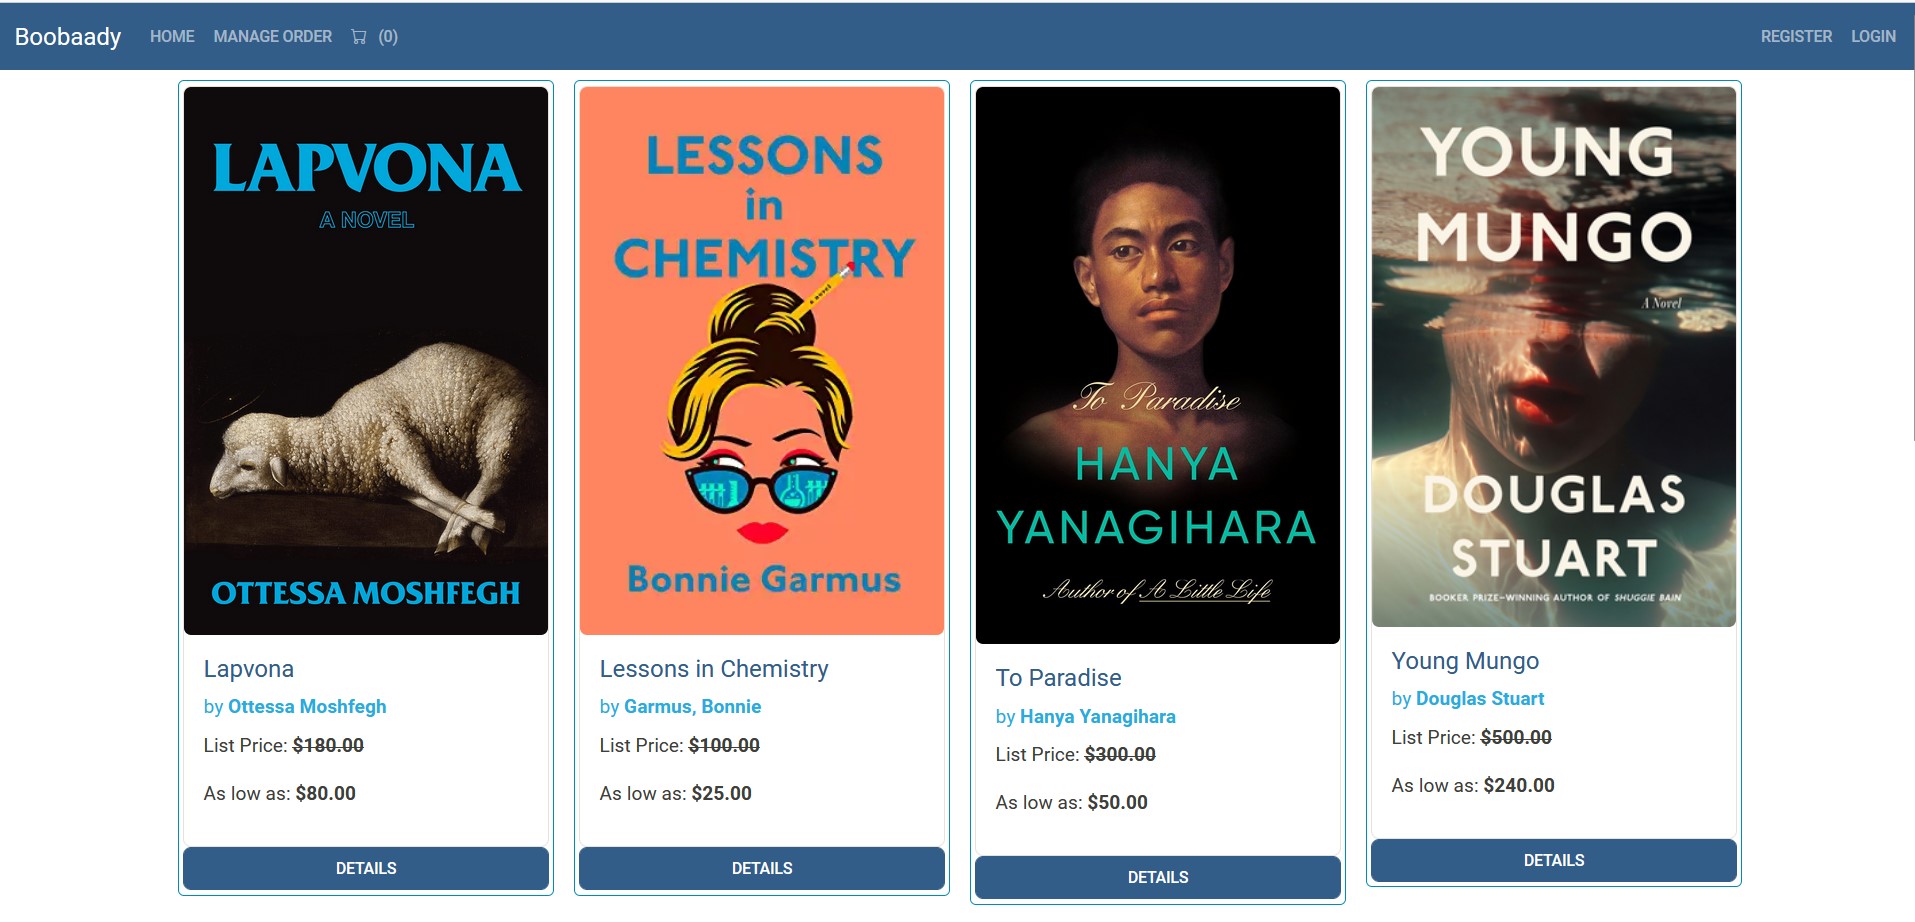 Boobaady HOME MANAGE ORDER (0) REGISTER LOGIN
LAPVONA
A NOVEL
OTTESSA MOSHFEGH
Lapvona
by Ottessa Moshfegh
List Price: $180.00
As low as: $80.00
DETAILS
LESSONS
in
CHEMISTRY
A NOVEL
Bonnie Garmus
Lessons in Chemistry
by Garmus, Bonnie
List Price: $100.00
As low as: $25.00
DETAILS
To Paradise
HANYA
YANAGIHARA
Author of A Little Life
To Paradise
by Hanya Yanagihara
List Price: $300.00
As low as: $50.00
DETAILS
YOUNG
MUNGO
A Novel
DOUGLAS
STUART
BOOKER PRIZE–WINNING AUTHOR OF SHUGGIE BAIN
Young Mungo
by Douglas Stuart
List Price: $500.00
As low as: $240.00
DETAILS